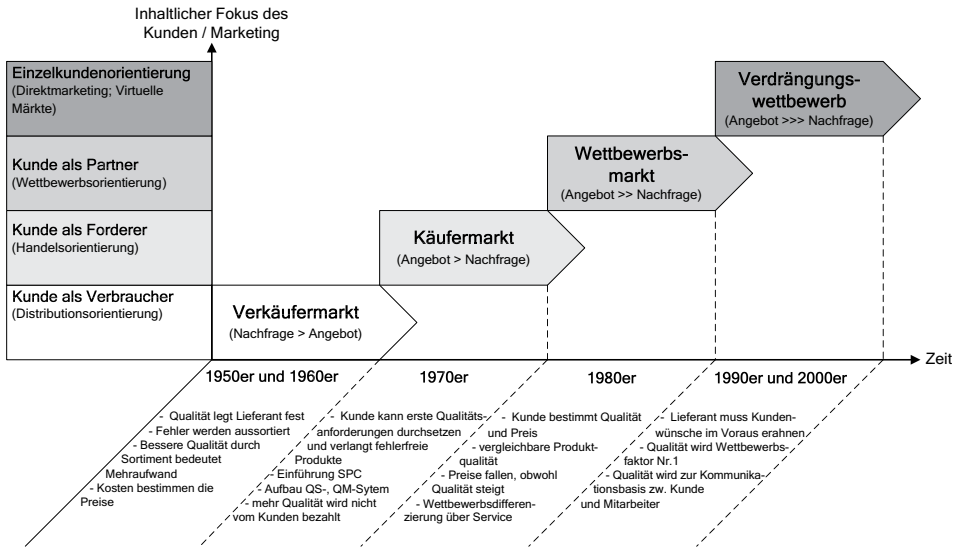 Inhaltlicher Fokus des
Kunden / Marketing
Einzelkundenorientierung
(Direktmarketing; Virtuelle
Märkte)
Verdrängungs-
wettbewerb
(Angebot >>> Nachfrage)
Kunde als Partner
(Wettbewerbsorientierung)
Wettbewerbs-
markt
(Angebot >> Nachfrage)
Kunde als Forderer
(Handelsorientierung)
Käufermarkt
(Angebot > Nachfrage)
Kunde als Verbraucher
(Distributionsorientierung)
Verkäufermarkt
(Nachfrage > Angebot)
Zeit
1950er und 1960er
1970er
1980er
1990er und 2000er
- Qualität legt Lieferant fest
- Fehler werden aussortiert
- Bessere Qualität durch
Sortiment bedeutet
Mehraufwand
- Kosten bestimmen die
Preise
- Kunde kann erste Qualitäts-
anforderungen durchsetzen
und verlangt fehlerfreie
Produkte
- Einführung SPC
- Aufbau QS-, QM-Sytem
- mehr Qualität wird nicht
vom Kunden bezahlt
- Kunde bestimmt Qualität
und Preis
- vergleichbare Produkt-
qualität
- Preise fallen, obwohl
Qualität steigt
- Wettbewerbsdifferen-
zierung über Service
- Lieferant muss Kunden-
wünsche im Voraus erahnen
- Qualität wird Wettbewerbs-
faktor Nr.1
- Qualität wird zur Kommunika-
tionsbasis zw. Kunde
und Mitarbeiter